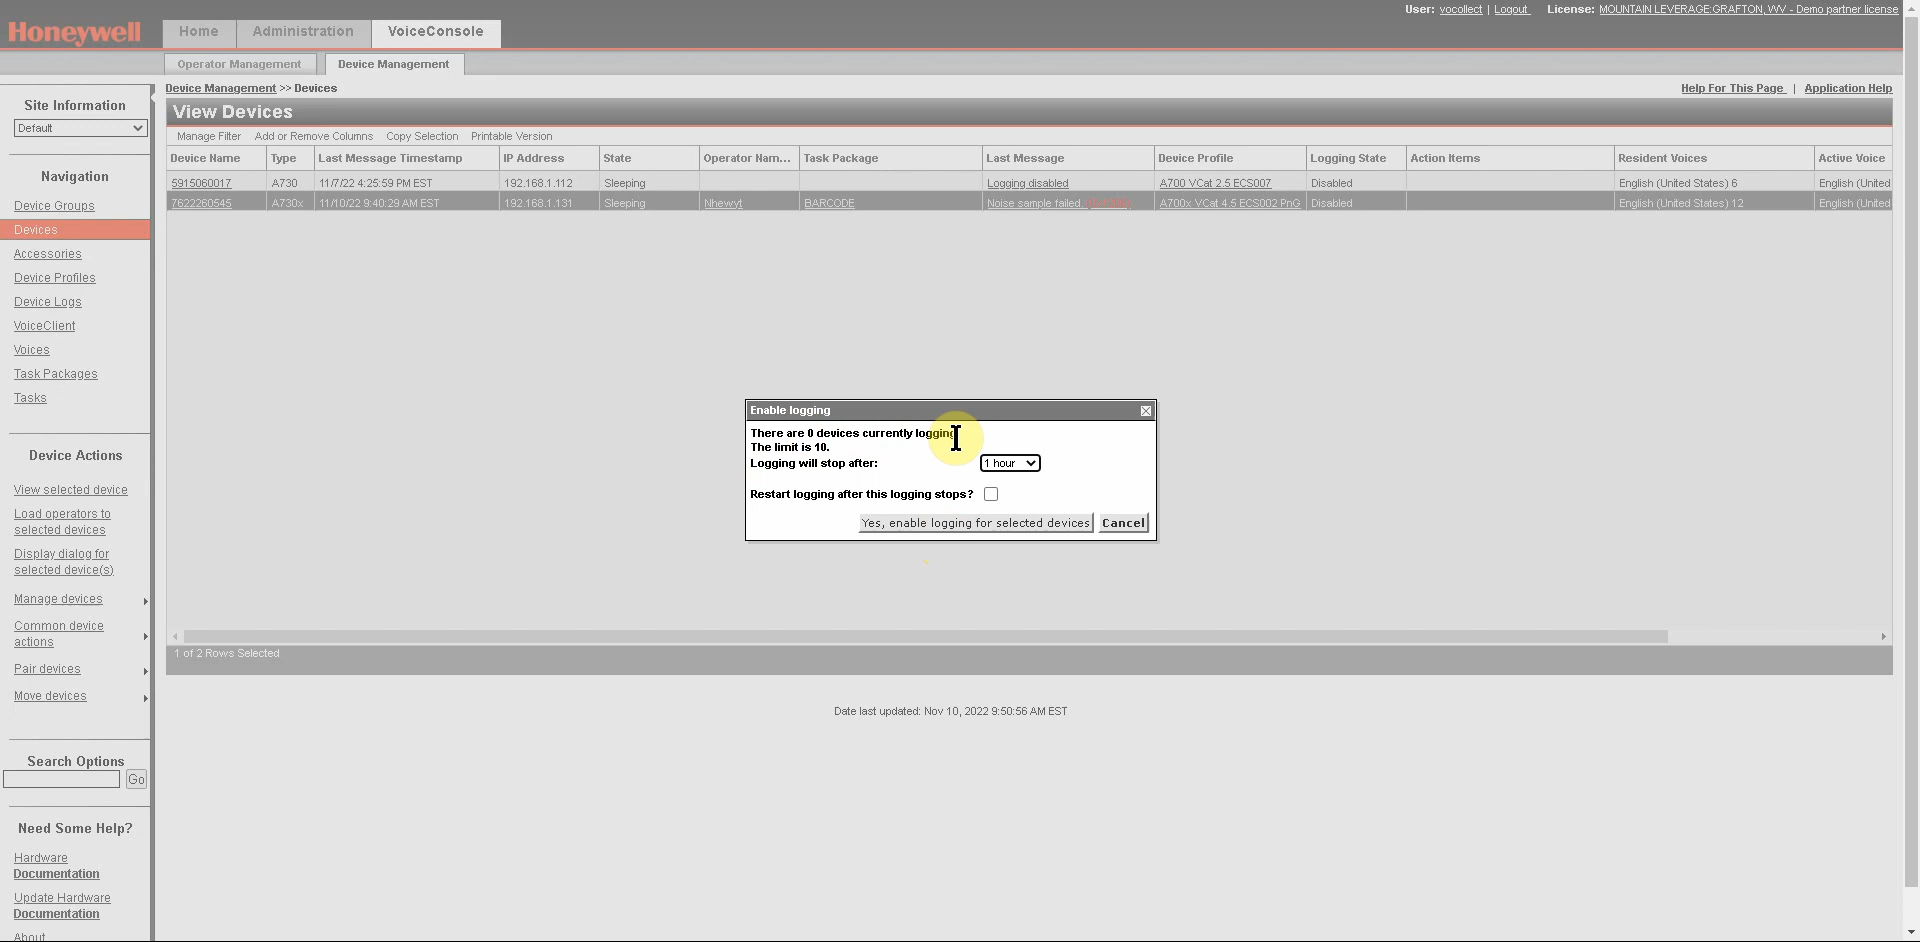 User: vocollect | Logout License: MOUNTAIN LEVERAGE:GRAFTON, WV - Demo partner license
Honeywell
Home
Administration
VoiceConsole
Operator Management
Device Management
Device Management >> Devices
Help For This Page | Application Help
Site Information
Default
Navigation
Device Groups
Devices
Accessories
Device Profiles
Device Logs
VoiceClient
Voices
Task Packages
Tasks
Device Actions
View selected device
Load operators to
selected devices
Display dialog for
selected device(s)
Manage devices
Common device
actions
Pair devices
Move devices
Search Options
Go
Need Some Help?
Hardware
Documentation
Update Hardware
Documentation
About
View Devices
Manage Filter Add or Remove Columns Copy Selection Printable Version
Device Name Type Last Message Timestamp IP Address State Operator Nam... Task Package Last Message Device Profile Logging State Action Items Resident Voices Active Voice
5915060017 A730 11/7/22 4:25:59 PM EST 192.168.1.112 Sleeping Logging disabled A700 VCat 2.5 ECS007 Disabled English (United States) 6 English (United
7622260545 A730x 11/10/22 9:40:29 AM EST 192.168.1.131 Sleeping Nhewyt BARCODE Noise sample failed. A700x VCat 4.5 ECS002 PnG Disabled English (United States) 12 English (United
Enable logging
There are 0 devices currently logging
The limit is 10.
Logging will stop after: 1 hour
Restart logging after this logging stops?
Yes, enable logging for selected devices Cancel
1 of 2 Rows Selected
Date last updated: Nov 10, 2022 9:50:56 AM EST